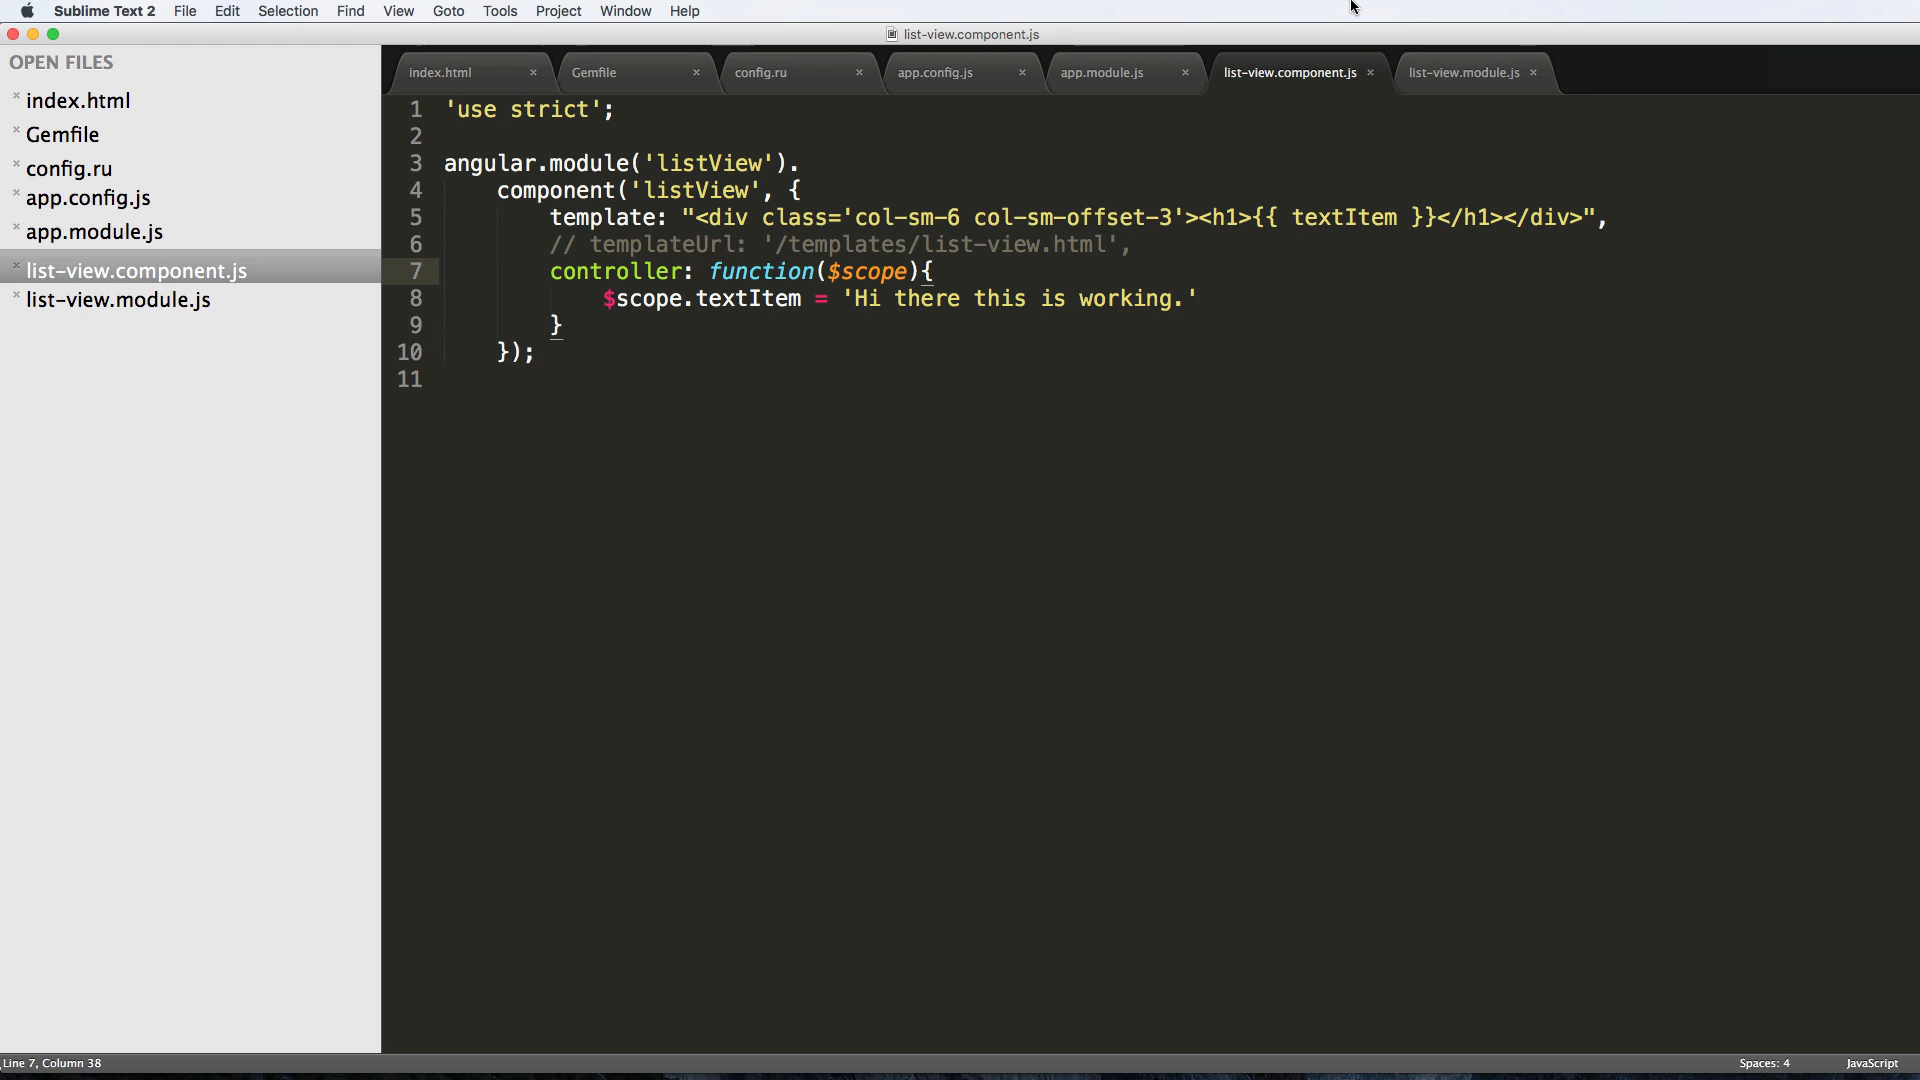 Sublime Text 2 File Edit Selection Find View Goto Tools Project Window Help
list-view.component.js
OPEN FILES
index.html
Gemfile
config.ru
app.config.js
app.module.js
list-view.component.js
list-view.module.js
index.html × Gemfile × config.ru × app.config.js × app.module.js × list-view.component.js × list-view.module.js ×
1 'use strict';
2
3 angular.module('listView').
4     component('listView', {
5         template: "<div class='col-sm-6 col-sm-offset-3'><h1>{{ textItem }}</h1></div>",
6         // templateUrl: '/templates/list-view.html',
7         controller: function($scope){
8             $scope.textItem = 'Hi there this is working.'
9         }
10     });
11
Line 7, Column 38
Spaces: 4 JavaScript